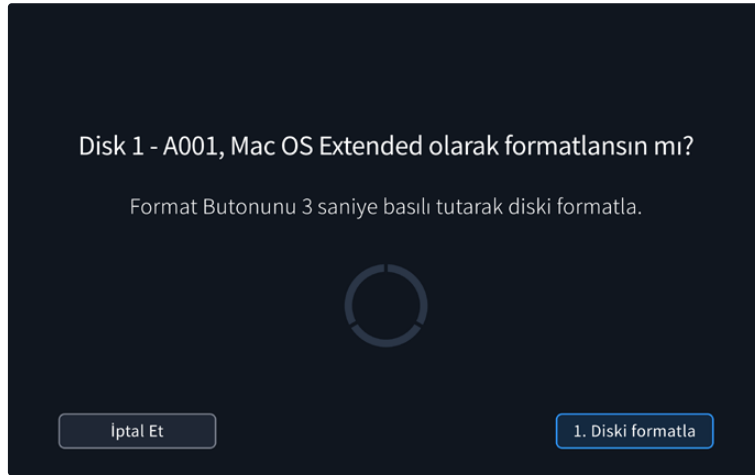 Disk 1 - A001, Mac OS Extended olarak formatlansın mı?
Format Butonunu 3 saniye basılı tutarak diski formatla.
İptal Et
1. Diski formatla